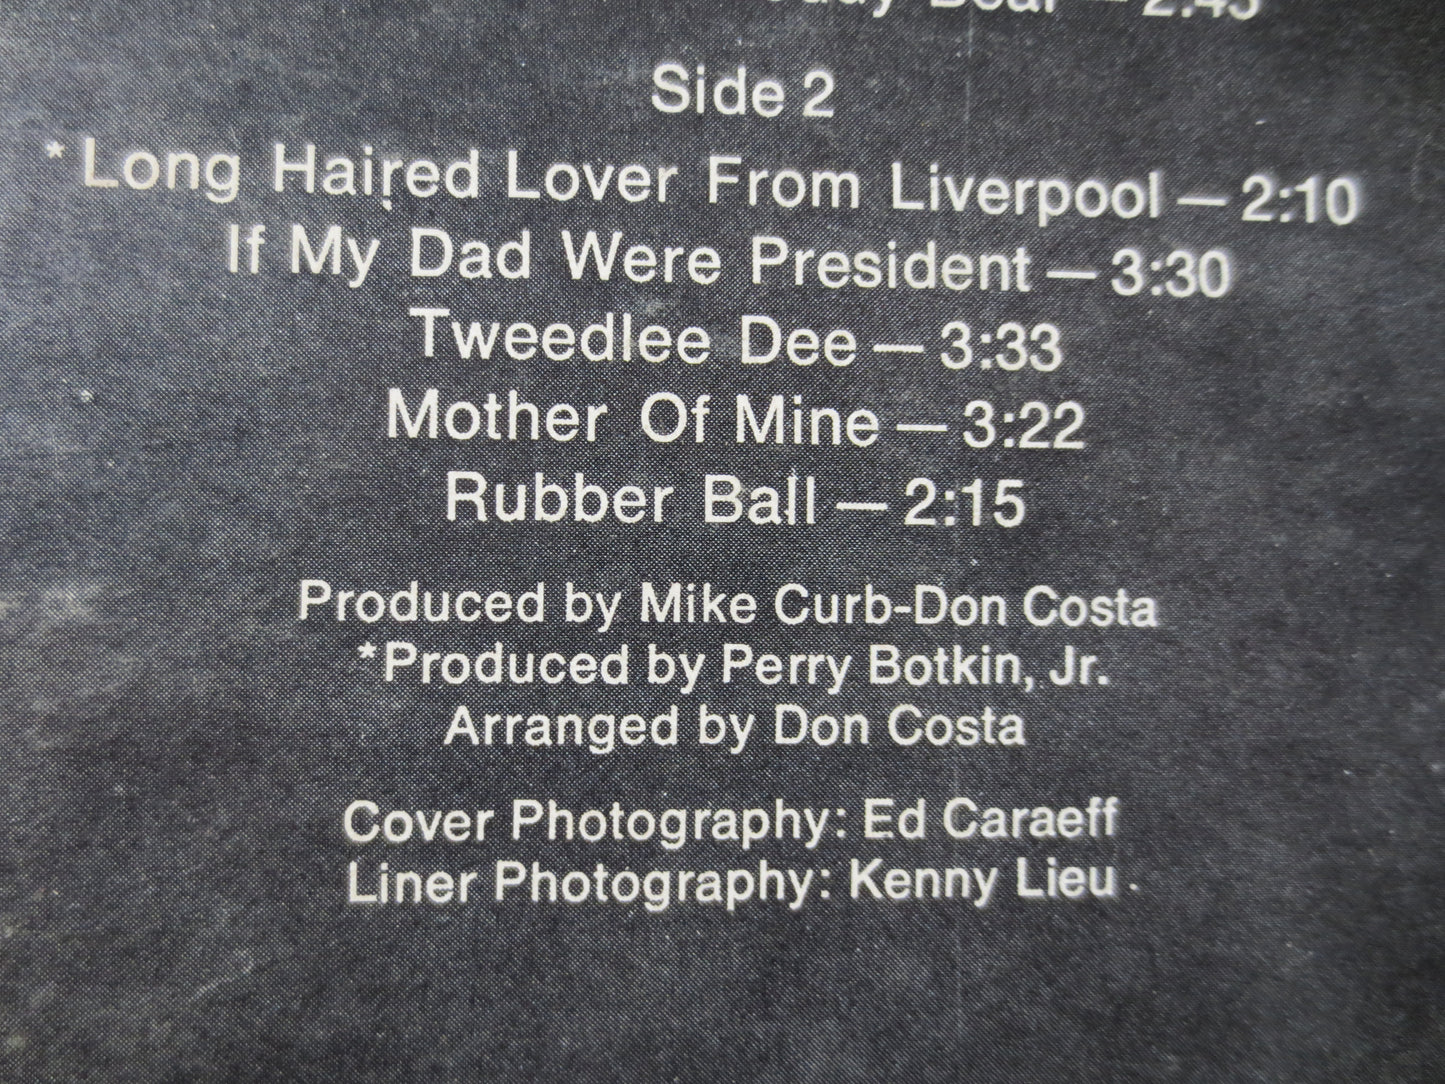 Side 2
* Long Haired Lover From Liverpool — 2:10
If My Dad Were President — 3:30
Tweedlee Dee — 3:33
Mother Of Mine — 3:22
Rubber Ball — 2:15
Produced by Mike Curb-Don Costa
*Produced by Perry Botkin, Jr.
Arranged by Don Costa
Cover Photography: Ed Caraeff
Liner Photography: Kenny Lieu